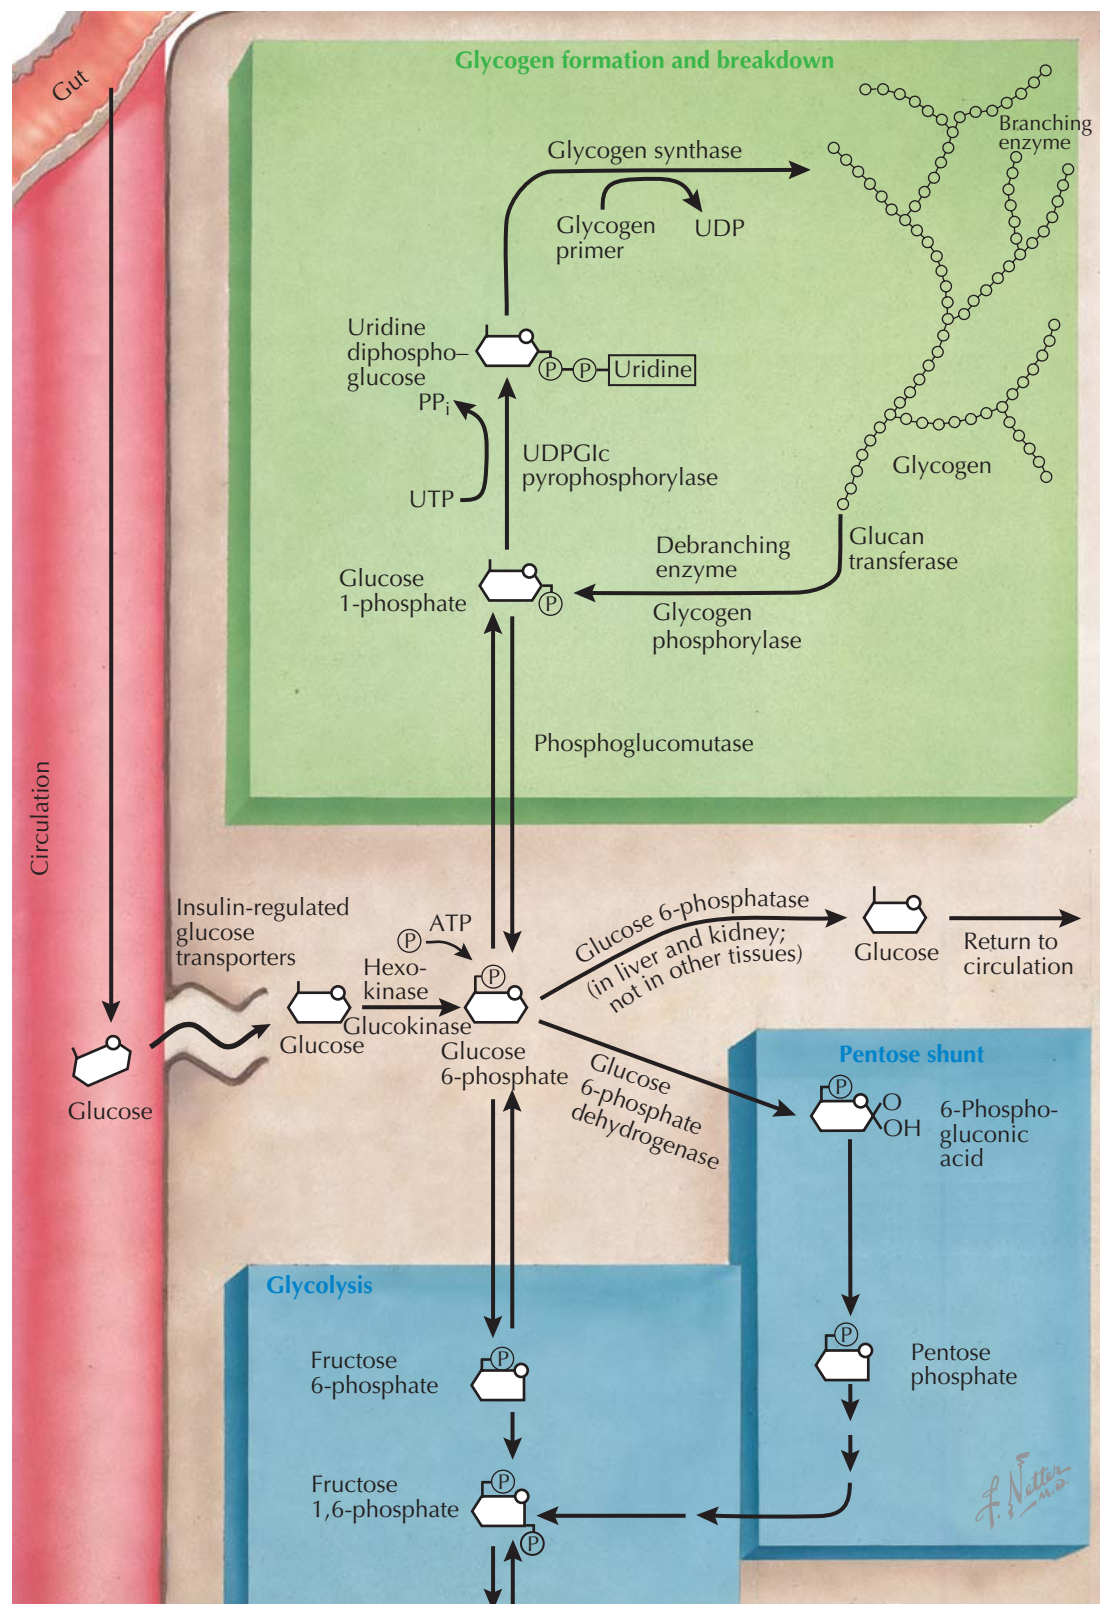 Glycogen formation and breakdown
Gut
Branching
enzyme
Glycogen synthase
Glycogen
primer
UDP
Uridine
diphospho–
glucose
P
P
Uridine
PPi
UDPGlc
pyrophosphorylase
UTP
Glycogen
Glucan
transferase
Debranching
enzyme
Glucose
1-phosphate
P
Glycogen
phosphorylase
Phosphoglucomutase
Circulation
Insulin-regulated
glucose
transporters
P
ATP
Hexo-
kinase
P
Glucokinase
Glucose
Glucose
6-phosphate
Glucose
Glucose 6-phosphatase
(in liver and kidney;
not in other tissues)
Glucose
Return to
circulation
Glucose
6-phosphate
dehydrogenase
Pentose shunt
P
O
OH
6-Phospho-
gluconic
acid
Glycolysis
Fructose
6-phosphate
P
P
Pentose
phosphate
Fructose
1,6-phosphate
P
P
F. Netter
M.D.